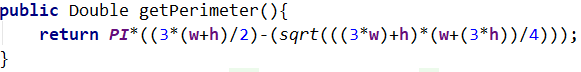 public Double getPerimeter(){
return PI*((3*(w+h)/2)-(sqrt(((3*w)+h)*(w+(3*h))/4)));
}